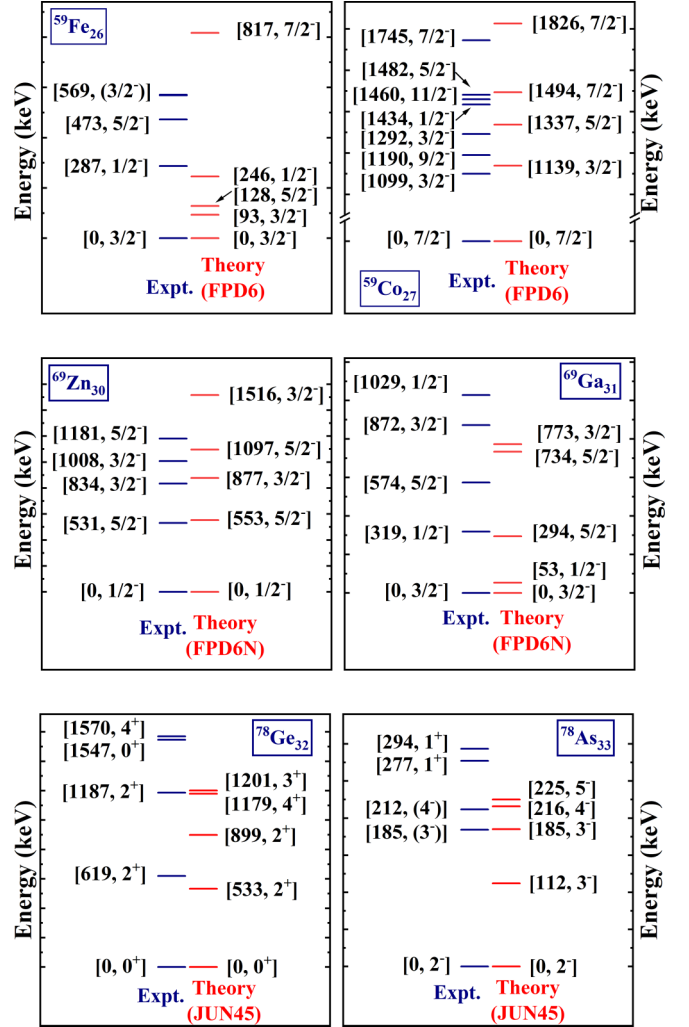 ⁵⁹Fe₂₆
[817, 7/2⁻]
[569, (3/2⁻)]
[473, 5/2⁻]
[287, 1/2⁻]
[246, 1/2⁻]
[128, 5/2⁻]
[93, 3/2⁻]
[0, 3/2⁻]
[0, 3/2⁻]
Expt.
Theory
(FPD6)
Energy (keV)
[1826, 7/2⁻]
[1745, 7/2⁻]
[1482, 5/2⁻]
[1460, 11/2⁻]
[1494, 7/2⁻]
[1434, 1/2⁻]
[1337, 5/2⁻]
[1292, 3/2⁻]
[1190, 9/2⁻]
[1139, 3/2⁻]
[1099, 3/2⁻]
[0, 7/2⁻]
[0, 7/2⁻]
⁵⁹Co₂₇
Expt.
Theory
(FPD6)
Energy (keV)
⁶⁹Zn₃₀
[1516, 3/2⁻]
[1181, 5/2⁻]
[1097, 5/2⁻]
[1008, 3/2⁻]
[834, 3/2⁻]
[877, 3/2⁻]
[531, 5/2⁻]
[553, 5/2⁻]
[0, 1/2⁻]
[0, 1/2⁻]
Expt.
Theory
(FPD6N)
Energy (keV)
⁶⁹Ga₃₁
[1029, 1/2⁻]
[872, 3/2⁻]
[773, 3/2⁻]
[734, 5/2⁻]
[574, 5/2⁻]
[319, 1/2⁻]
[294, 5/2⁻]
[53, 1/2⁻]
[0, 3/2⁻]
[0, 3/2⁻]
Expt.
Theory
(FPD6N)
Energy (keV)
⁷⁸Ge₃₂
[1570, 4⁺]
[1547, 0⁺]
[1201, 3⁺]
[1187, 2⁺]
[1179, 4⁺]
[899, 2⁺]
[619, 2⁺]
[533, 2⁺]
[0, 0⁺]
[0, 0⁺]
Expt.
Theory
(JUN45)
Energy (keV)
⁷⁸As₃₃
[294, 1⁺]
[277, 1⁺]
[225, 5⁻]
[212, (4⁻)]
[216, 4⁻]
[185, (3⁻)]
[185, 3⁻]
[112, 3⁻]
[0, 2⁻]
[0, 2⁻]
Expt.
Theory
(JUN45)
Energy (keV)